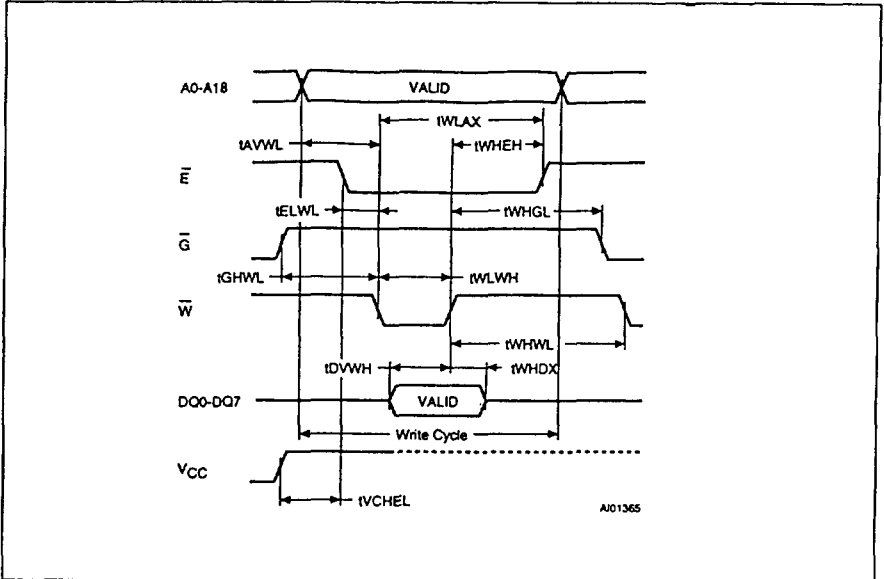 A0-A18 VALID
tWLAX
tAVWL tWHEH
E
tELWL tWHGL
G
tGHWL tWLWH
W
tWHWL
tDVWH tWHDX
DQ0-DQ7 VALID
Write Cycle
VCC
tVCHEL
AI01365